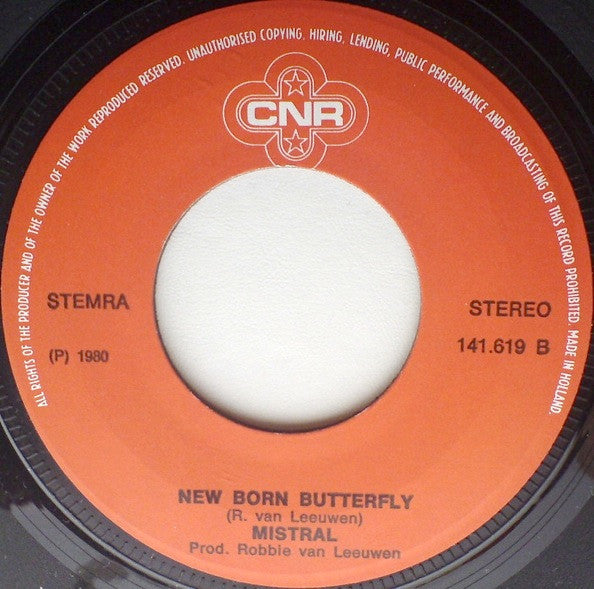 ALL RIGHTS OF THE PRODUCER AND OF THE OWNER OF THE WORK REPRODUCED RESERVED. UNAUTHORISED COPYING, HIRING, LENDING, PUBLIC PERFORMANCE AND BROADCASTING OF THIS RECORD PROHIBITED. MADE IN HOLLAND.
CNR
STEMRA
STEREO
(P) 1980
141.619 B
NEW BORN BUTTERFLY
(R. van Leeuwen)
MISTRAL
Prod. Robbie van Leeuwen